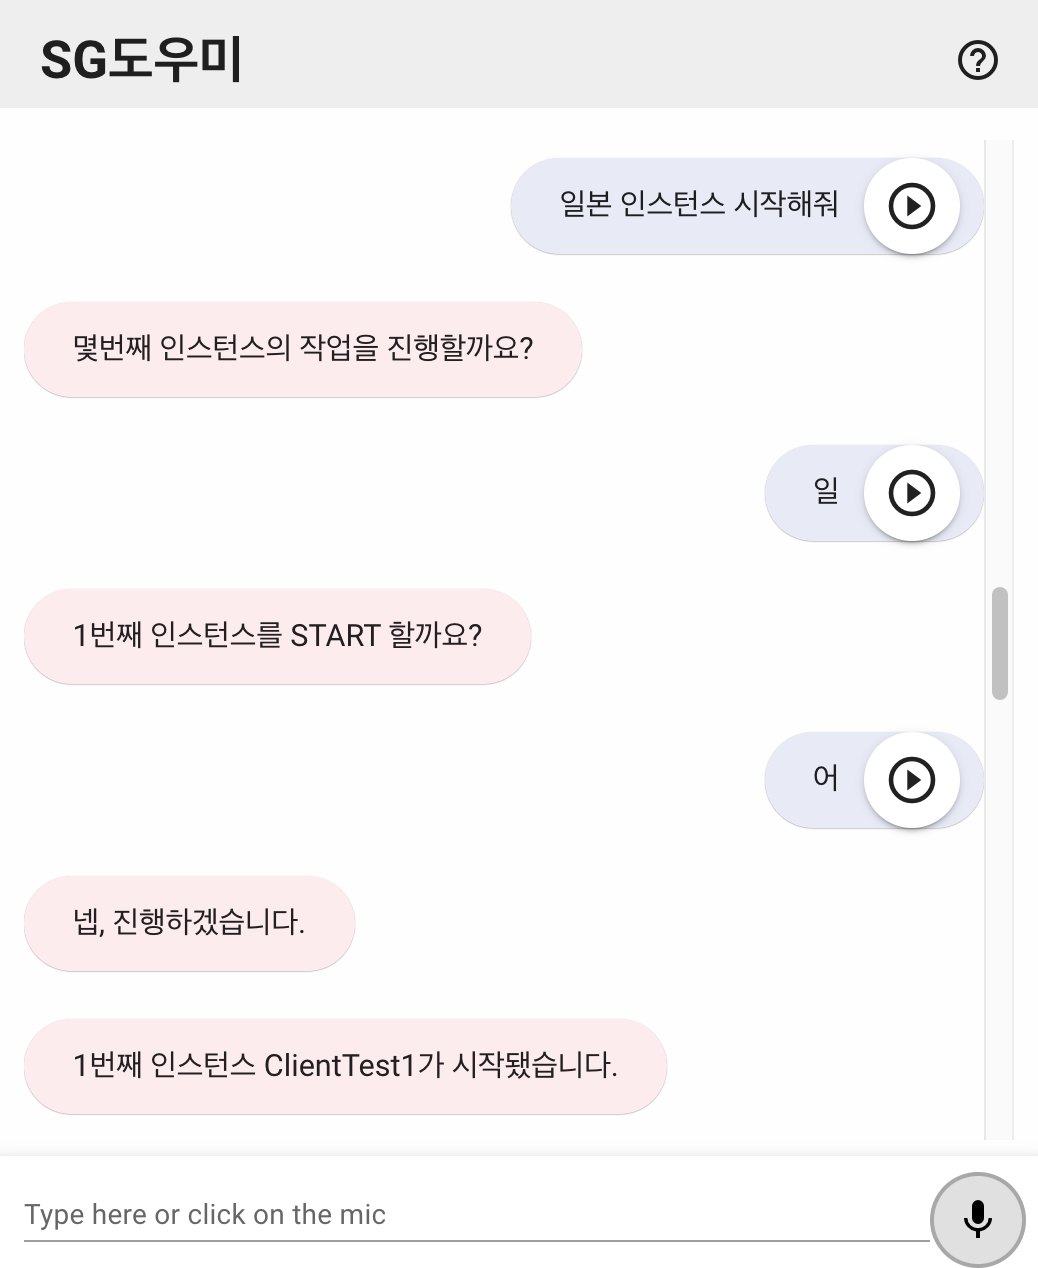 SG도우미
일본 인스턴스 시작해줘
몇번째 인스턴스의 작업을 진행할까요?
일
1번째 인스턴스를 START 할까요?
어
넵, 진행하겠습니다.
1번째 인스턴스 ClientTest1가 시작됐습니다.
Type here or click on the mic